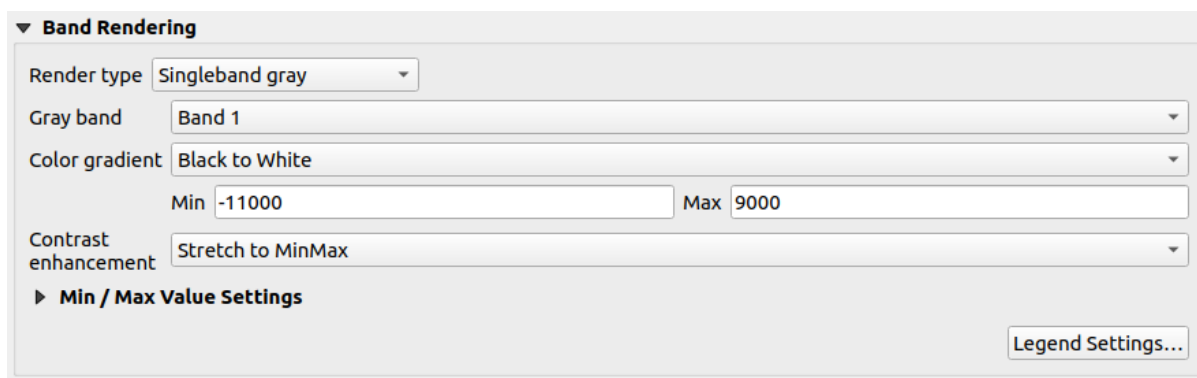 Band Rendering
Render type Singleband gray
Gray band Band 1
Color gradient Black to White
Min -11000 Max 9000
Contrast
enhancement Stretch to MinMax
Min / Max Value Settings
Legend Settings...